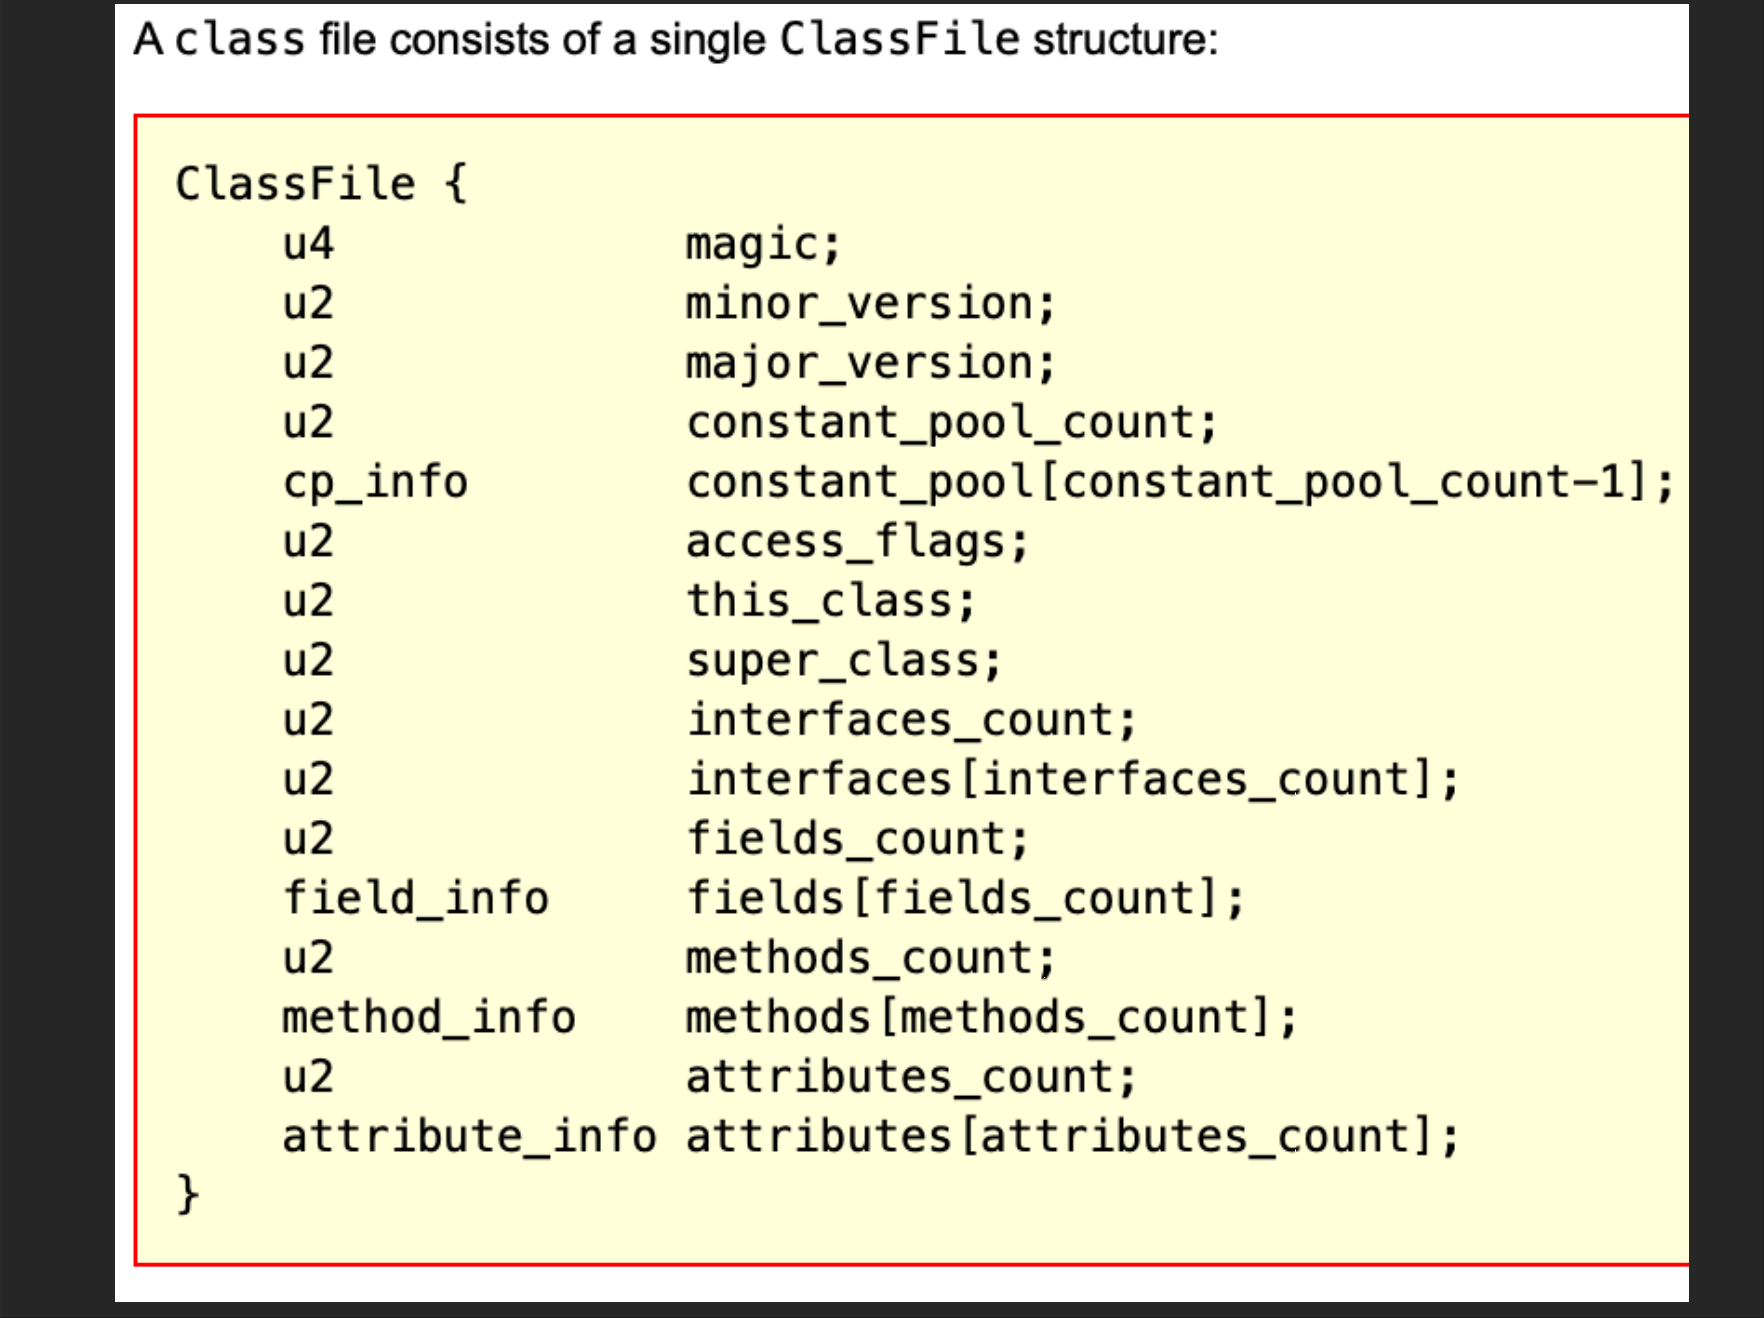 A class file consists of a single ClassFile structure:
ClassFile {
u4 magic;
u2 minor_version;
u2 major_version;
u2 constant_pool_count;
cp_info constant_pool[constant_pool_count-1];
u2 access_flags;
u2 this_class;
u2 super_class;
u2 interfaces_count;
u2 interfaces[interfaces_count];
u2 fields_count;
field_info fields[fields_count];
u2 methods_count;
method_info methods[methods_count];
u2 attributes_count;
attribute_info attributes[attributes_count];
}